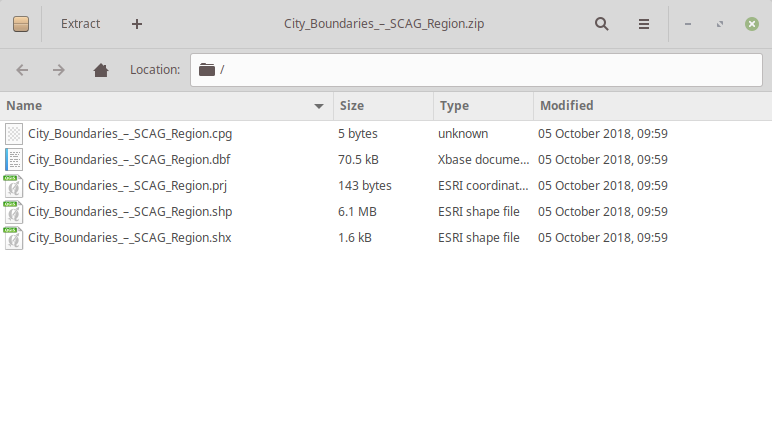 Extract + City_Boundaries_–_SCAG_Region.zip
Location: /
Name Size Type Modified
City_Boundaries_–_SCAG_Region.cpg 5 bytes unknown 05 October 2018, 09:59
City_Boundaries_–_SCAG_Region.dbf 70.5 kB Xbase docume... 05 October 2018, 09:59
City_Boundaries_–_SCAG_Region.prj 143 bytes ESRI coordinat... 05 October 2018, 09:59
City_Boundaries_–_SCAG_Region.shp 6.1 MB ESRI shape file 05 October 2018, 09:59
City_Boundaries_–_SCAG_Region.shx 1.6 kB ESRI shape file 05 October 2018, 09:59